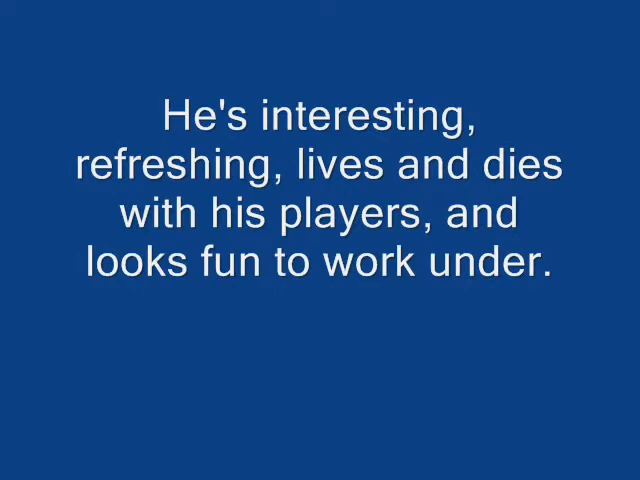 He's interesting,
refreshing, lives and dies
with his players, and
looks fun to work under.